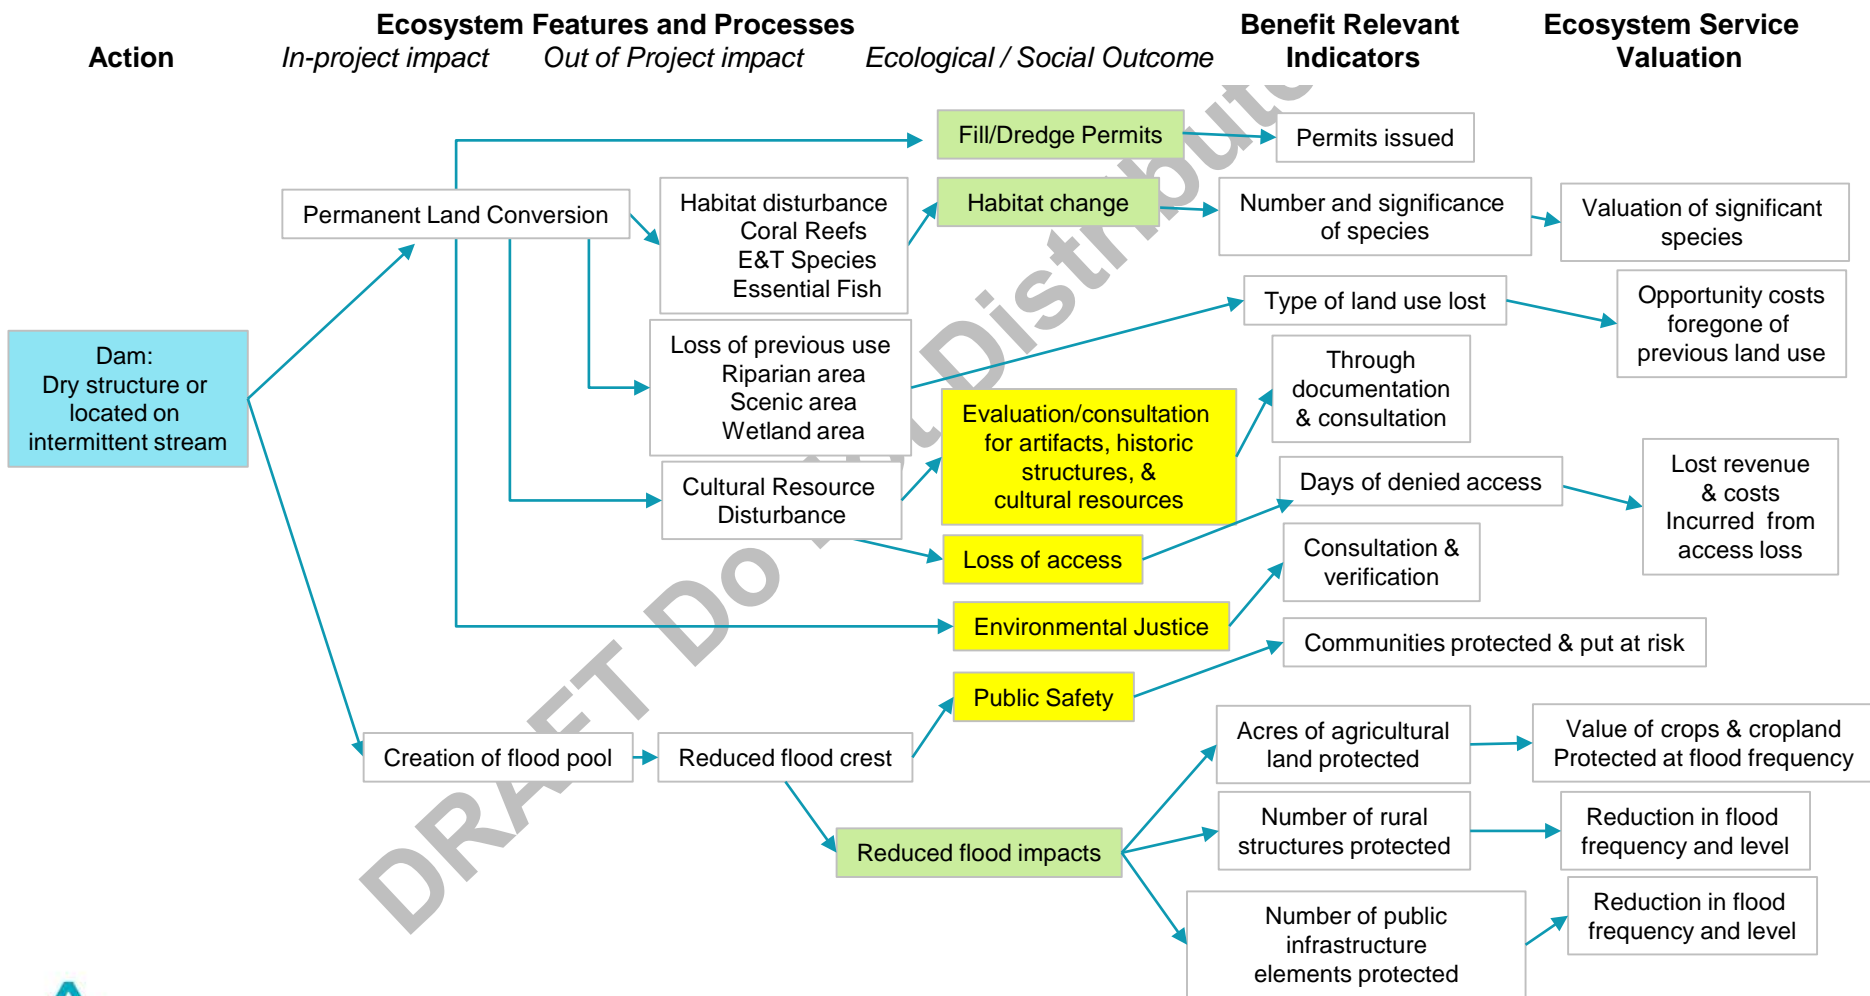 Ecosystem Features and Processes
Benefit Relevant
Indicators
Ecosystem Service
Valuation
Action
In-project impact
Out of Project impact
Ecological / Social Outcome
Fill/Dredge Permits
Permits issued
Permanent Land Conversion
Habitat disturbance
Coral Reefs
E&T Species
Essential Fish
Habitat change
Number and significance
of species
Valuation of significant
species
Type of land use lost
Opportunity costs
foregone of
previous land use
Dam:
Dry structure or
located on
intermittent stream
Loss of previous use
Riparian area
Scenic area
Wetland area
Through
documentation
& consultation
Evaluation/consultation
for artifacts, historic
structures, &
cultural resources
Cultural Resource
Disturbance
Days of denied access
Lost revenue
& costs
Incurred from
access loss
Loss of access
Consultation &
verification
Environmental Justice
Communities protected & put at risk
Public Safety
Creation of flood pool
Reduced flood crest
Acres of agricultural
land protected
Value of crops & cropland
Protected at flood frequency
Reduced flood impacts
Number of rural
structures protected
Reduction in flood
frequency and level
Number of public
infrastructure
elements protected
Reduction in flood
frequency and level
DRAFT Do Distribute